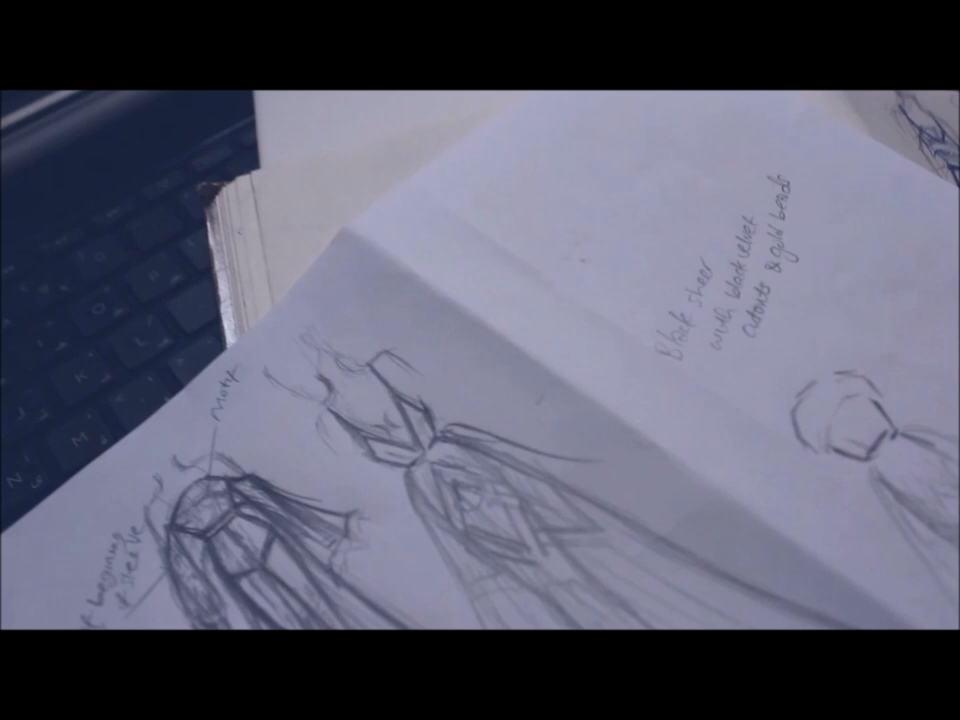 Black sheer
with black velvet
cutouts & gold beads
Motif
beginning
of sleeve